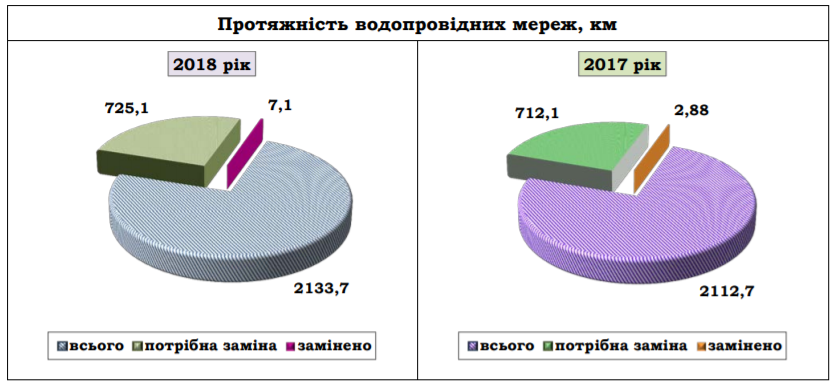 Протяжність водопровідних мереж, км
2018 рік
725,1
7,1
2133,7
всього потрібна заміна замінено
2017 рік
712,1
2,88
2112,7
всього потрібна заміна замінено